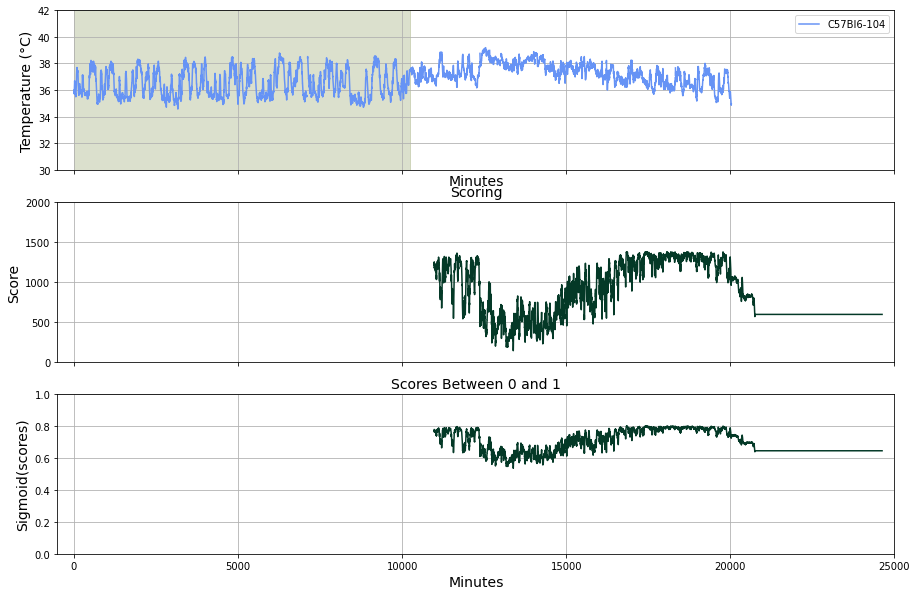 42
40
38
36
34
32
30
Temperature (°C)
C57Bl6-104
Minutes
Scoring
2000
1500
1000
500
0
Score
Scores Between 0 and 1
1.0
0.8
0.6
0.4
0.2
0.0
Sigmoid(scores)
0 5000 10000 15000 20000 25000
Minutes